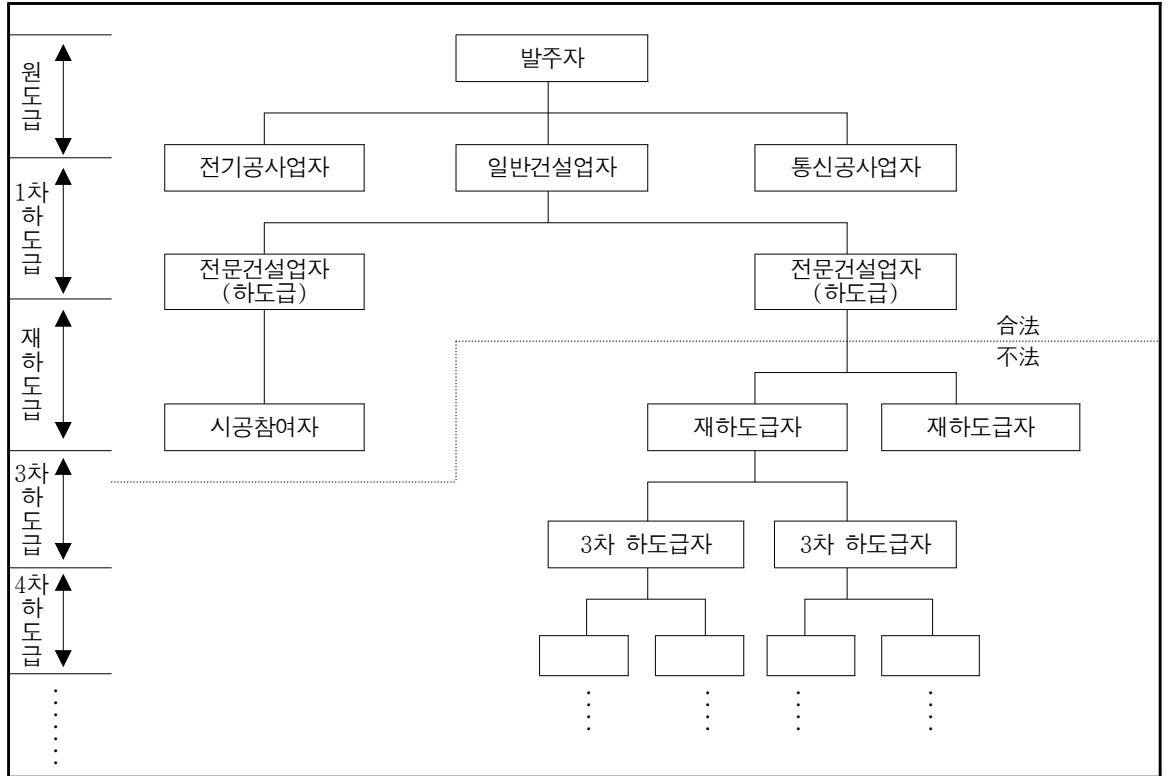 발주자
원도급
전기공사업자
일반건설업자
통신공사업자
1차
하도급
전문건설업자
(하도급)
전문건설업자
(하도급)
合法
不法
재하도급
시공참여자
재하도급자
재하도급자
3차
하도급
3차 하도급자
3차 하도급자
4차
하도급